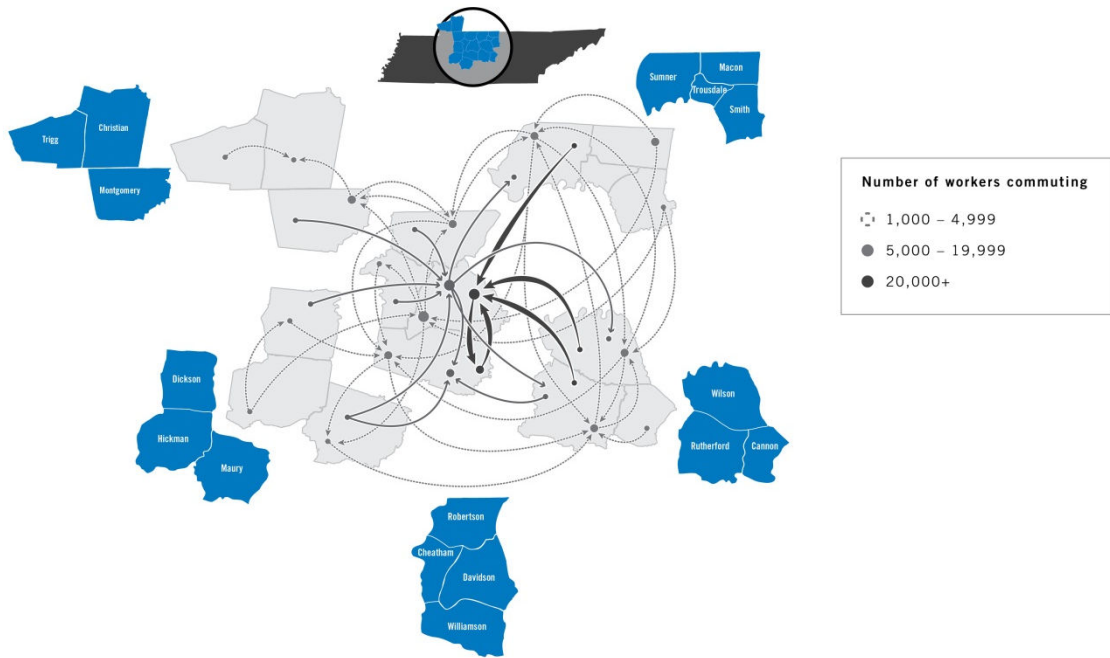 Sumner
Macon
Trousdale
Smith
Trigg
Christian
Montgomery
Number of workers commuting
1,000 – 4,999
5,000 – 19,999
20,000+
Dickson
Hickman
Maury
Wilson
Rutherford
Cannon
Robertson
Cheatham
Davidson
Williamson